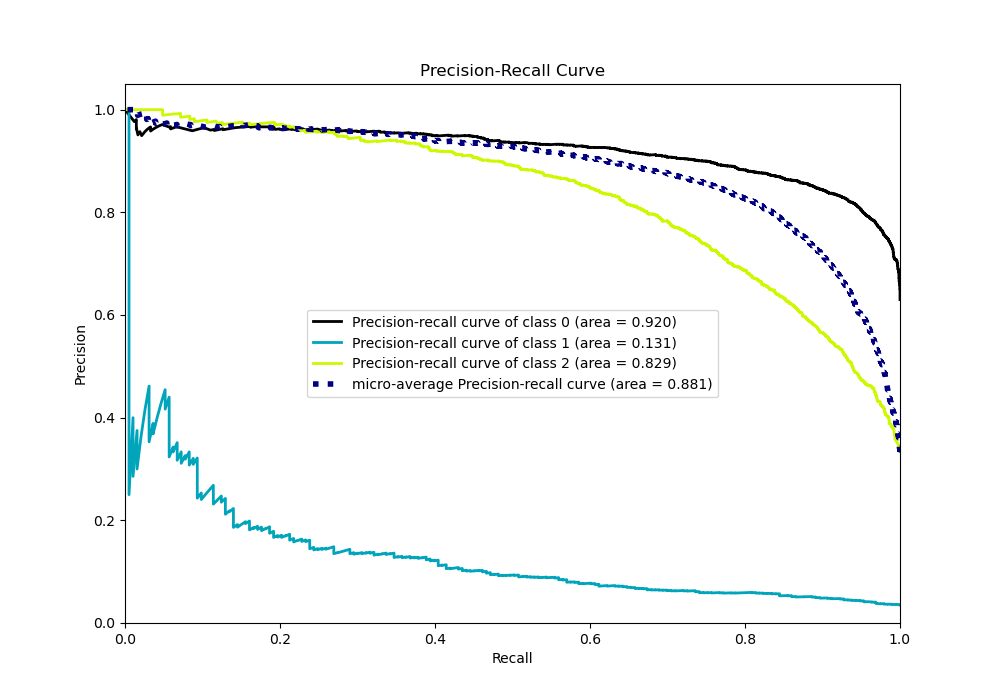 Precision-Recall Curve
1.0
0.8
0.6
0.4
0.2
0.0
Precision
Precision-recall curve of class 0 (area = 0.920)
Precision-recall curve of class 1 (area = 0.131)
Precision-recall curve of class 2 (area = 0.829)
micro-average Precision-recall curve (area = 0.881)
0.0 0.2 0.4 0.6 0.8 1.0
Recall